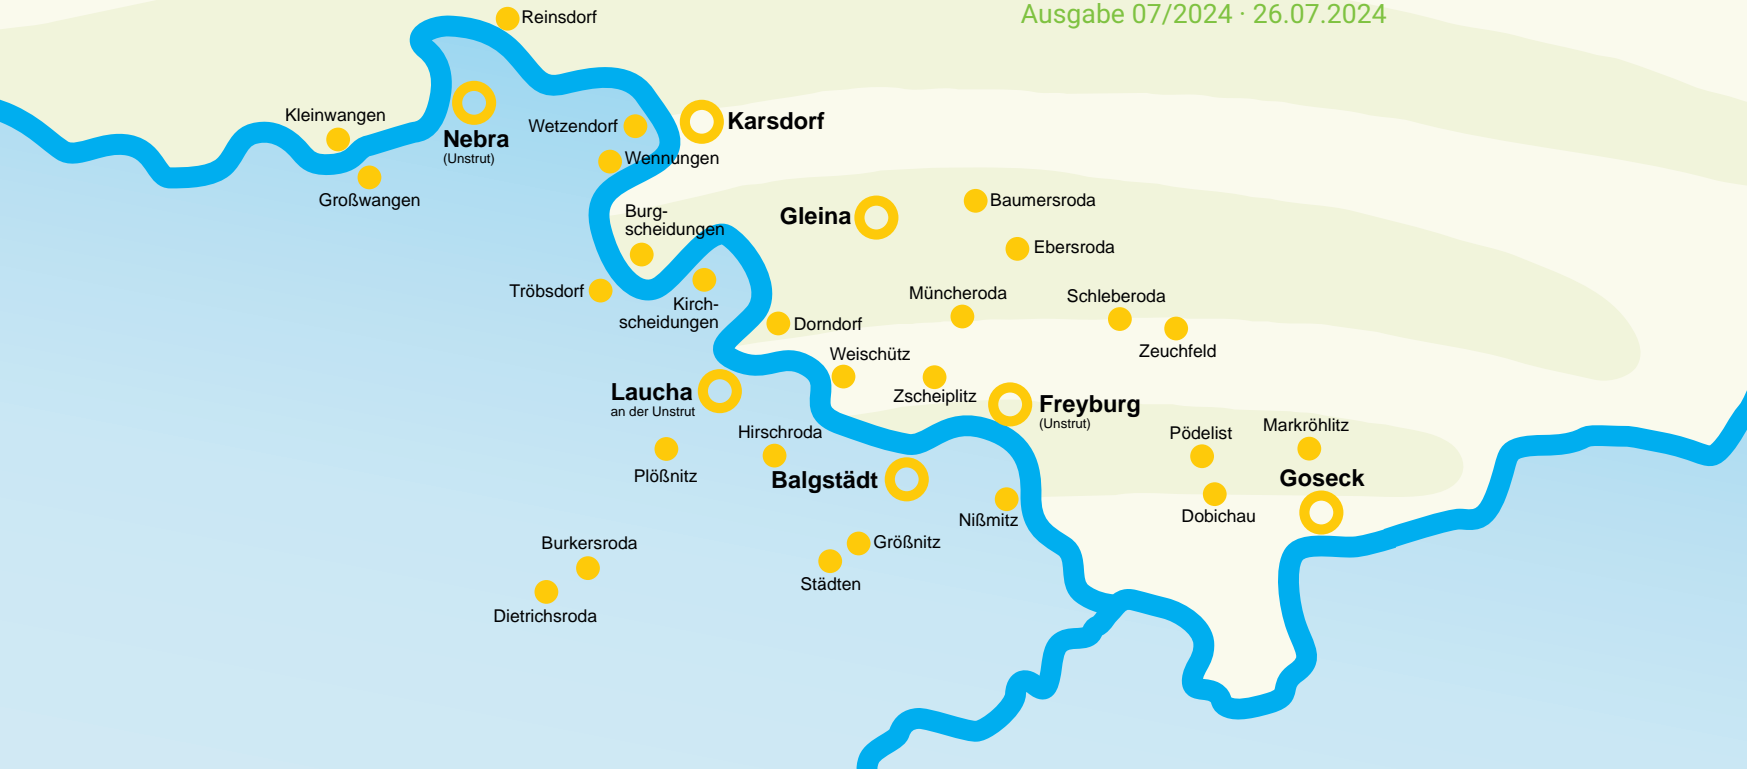 Ausgabe 07/2024 · 26.07.2024
Reinsdorf
Kleinwangen
Nebra
(Unstrut)
Großwangen
Wetzendorf
Karsdorf
Wennungen
Burg-
scheidungen
Gleina
Baumersroda
Ebersroda
Tröbsdorf
Kirch-
scheidungen
Müncheroda
Schleberoda
Dorndorf
Zeuchfeld
Weischütz
Zscheiplitz
Laucha
an der Unstrut
Freyburg
(Unstrut)
Hirschroda
Pödelist
Markröhlitz
Plößnitz
Balgstädt
Goseck
Nißmitz
Dobichau
Burkersroda
Größnitz
Städten
Dietrichsroda